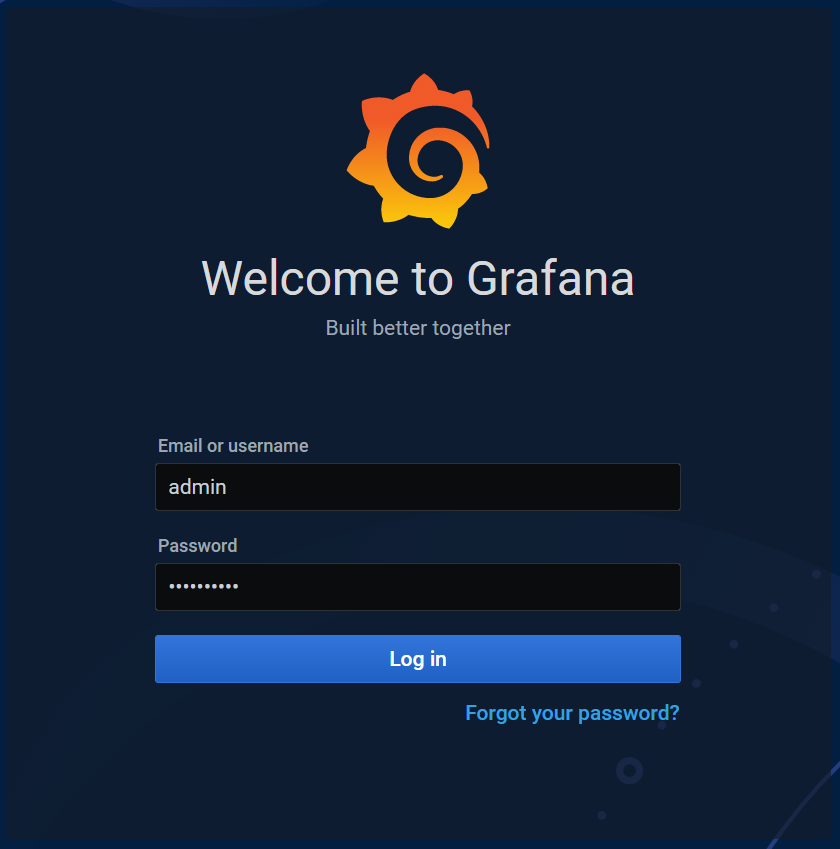 Welcome to Grafana
Built better together
Email or username
admin
Password
••••••••••
Log in
Forgot your password?